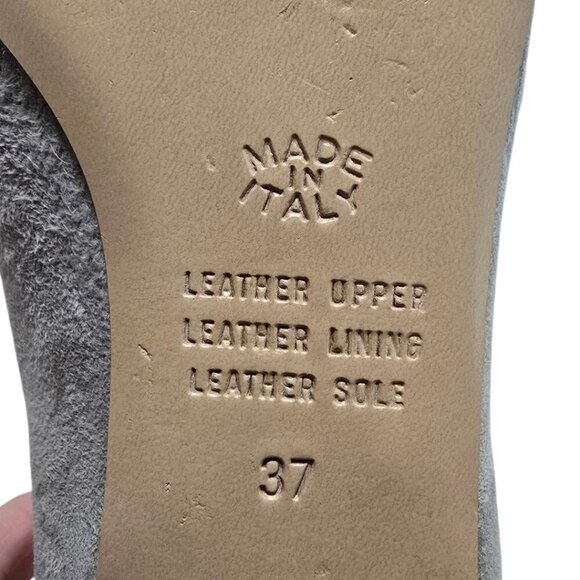 MADE
IN
ITALY
LEATHER UPPER
LEATHER LINING
LEATHER SOLE
37